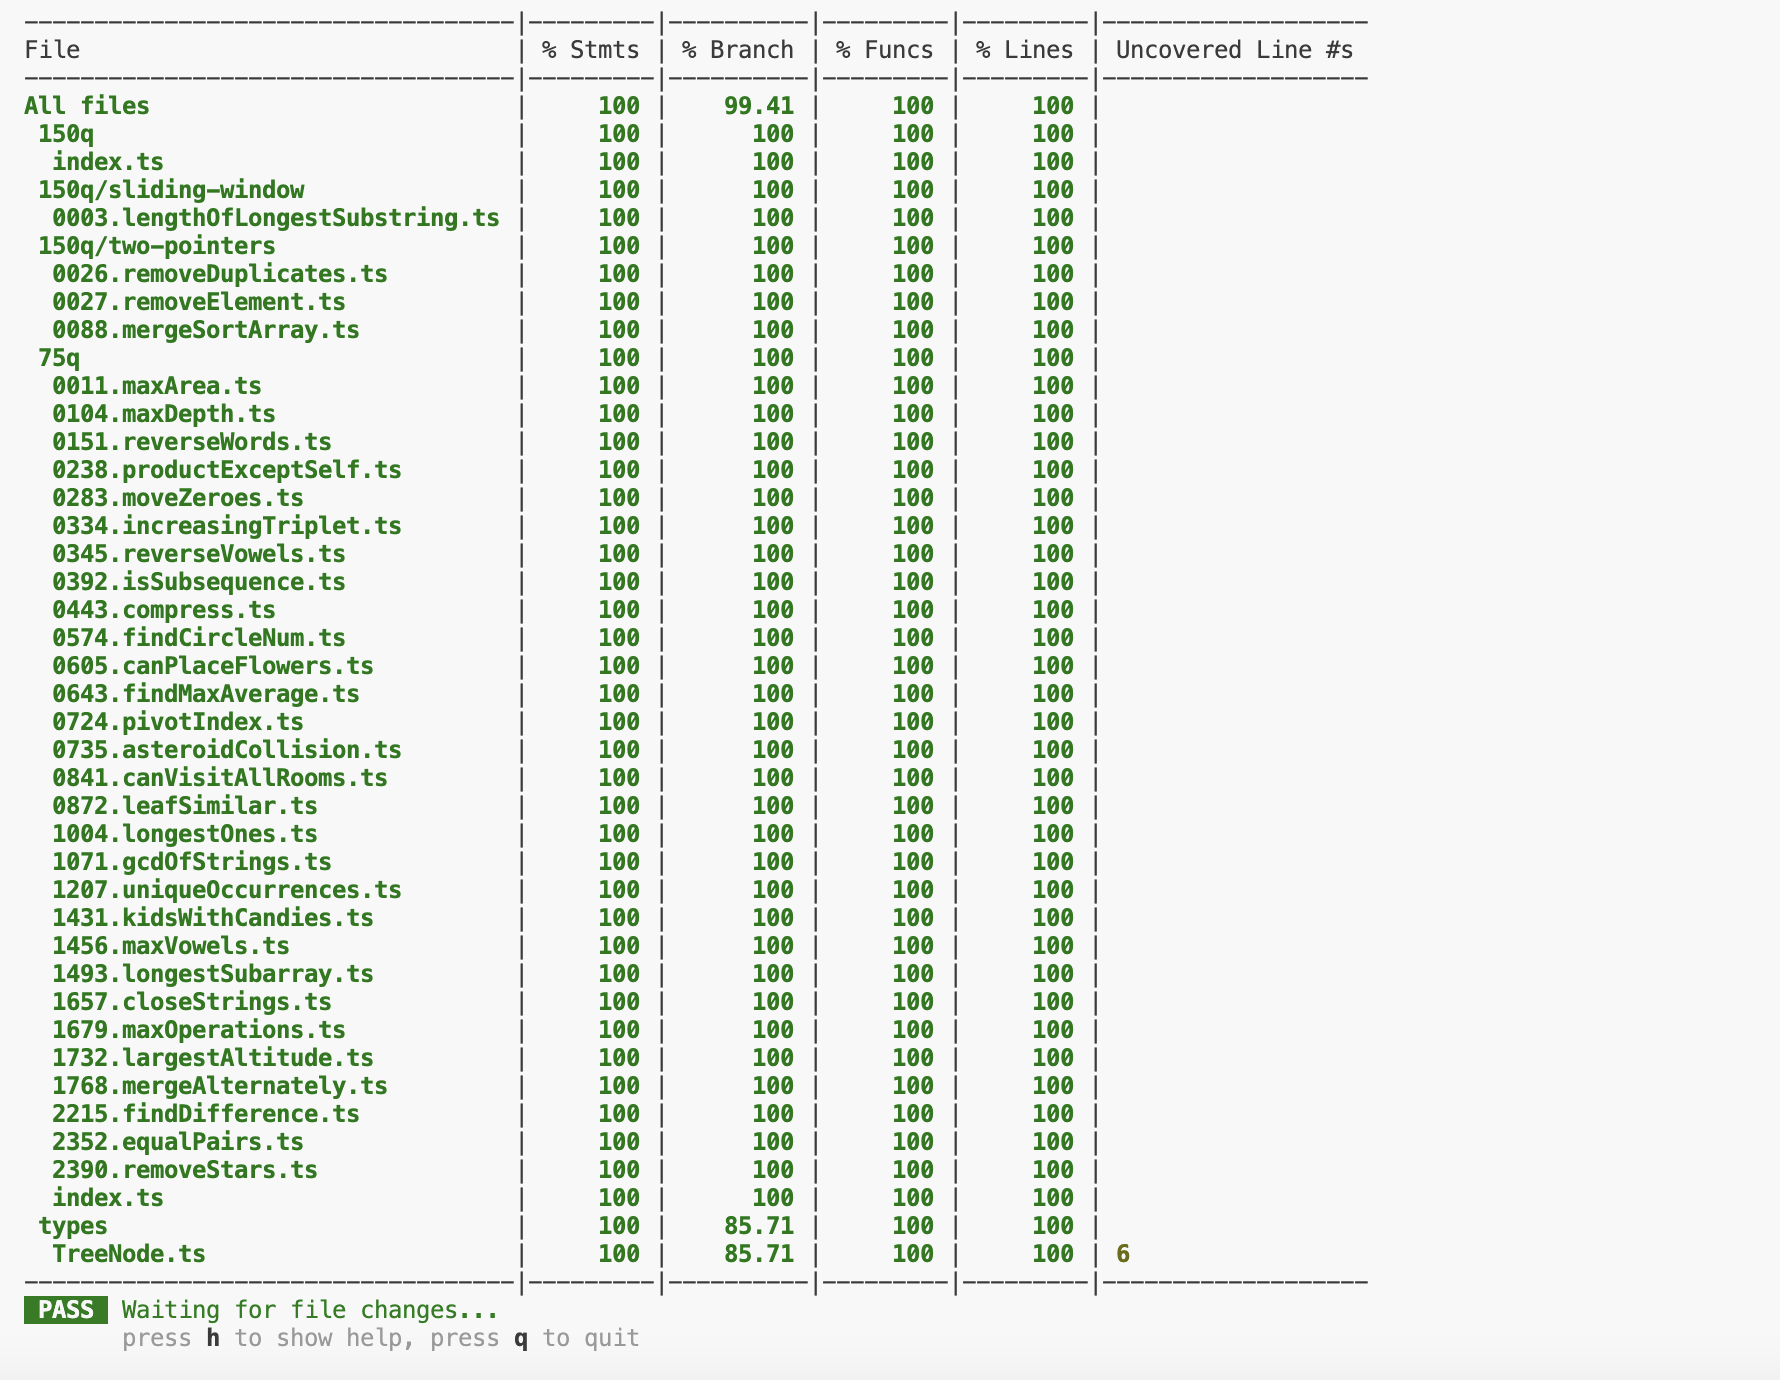 -----------------------------------|---------|----------|---------|---------|-------------------
File                               | % Stmts | % Branch | % Funcs | % Lines | Uncovered Line #s
-----------------------------------|---------|----------|---------|---------|-------------------
All files                          |     100 |    99.41 |     100 |     100 |
 150q                              |     100 |      100 |     100 |     100 |
  index.ts                         |     100 |      100 |     100 |     100 |
 150q/sliding-window               |     100 |      100 |     100 |     100 |
  0003.lengthOfLongestSubstring.ts |     100 |      100 |     100 |     100 |
 150q/two-pointers                 |     100 |      100 |     100 |     100 |
  0026.removeDuplicates.ts         |     100 |      100 |     100 |     100 |
  0027.removeElement.ts            |     100 |      100 |     100 |     100 |
  0088.mergeSortArray.ts           |     100 |      100 |     100 |     100 |
 75q                               |     100 |      100 |     100 |     100 |
  0011.maxArea.ts                  |     100 |      100 |     100 |     100 |
  0104.maxDepth.ts                 |     100 |      100 |     100 |     100 |
  0151.reverseWords.ts             |     100 |      100 |     100 |     100 |
  0238.productExceptSelf.ts        |     100 |      100 |     100 |     100 |
  0283.moveZeroes.ts               |     100 |      100 |     100 |     100 |
  0334.increasingTriplet.ts        |     100 |      100 |     100 |     100 |
  0345.reverseVowels.ts            |     100 |      100 |     100 |     100 |
  0392.isSubsequence.ts            |     100 |      100 |     100 |     100 |
  0443.compress.ts                 |     100 |      100 |     100 |     100 |
  0574.findCircleNum.ts            |     100 |      100 |     100 |     100 |
  0605.canPlaceFlowers.ts          |     100 |      100 |     100 |     100 |
  0643.findMaxAverage.ts           |     100 |      100 |     100 |     100 |
  0724.pivotIndex.ts               |     100 |      100 |     100 |     100 |
  0735.asteroidCollision.ts        |     100 |      100 |     100 |     100 |
  0841.canVisitAllRooms.ts         |     100 |      100 |     100 |     100 |
  0872.leafSimilar.ts              |     100 |      100 |     100 |     100 |
  1004.longestOnes.ts              |     100 |      100 |     100 |     100 |
  1071.gcdOfStrings.ts             |     100 |      100 |     100 |     100 |
  1207.uniqueOccurrences.ts        |     100 |      100 |     100 |     100 |
  1431.kidsWithCandies.ts          |     100 |      100 |     100 |     100 |
  1456.maxVowels.ts                |     100 |      100 |     100 |     100 |
  1493.longestSubarray.ts          |     100 |      100 |     100 |     100 |
  1657.closeStrings.ts             |     100 |      100 |     100 |     100 |
  1679.maxOperations.ts            |     100 |      100 |     100 |     100 |
  1732.largestAltitude.ts          |     100 |      100 |     100 |     100 |
  1768.mergeAlternately.ts         |     100 |      100 |     100 |     100 |
  2215.findDifference.ts           |     100 |      100 |     100 |     100 |
  2352.equalPairs.ts               |     100 |      100 |     100 |     100 |
  2390.removeStars.ts              |     100 |      100 |     100 |     100 |
  index.ts                         |     100 |      100 |     100 |     100 |
 types                             |     100 |    85.71 |     100 |     100 |
  TreeNode.ts                      |     100 |    85.71 |     100 |     100 | 6
-----------------------------------|---------|----------|---------|---------|-------------------
 PASS  Waiting for file changes...
       press h to show help, press q to quit